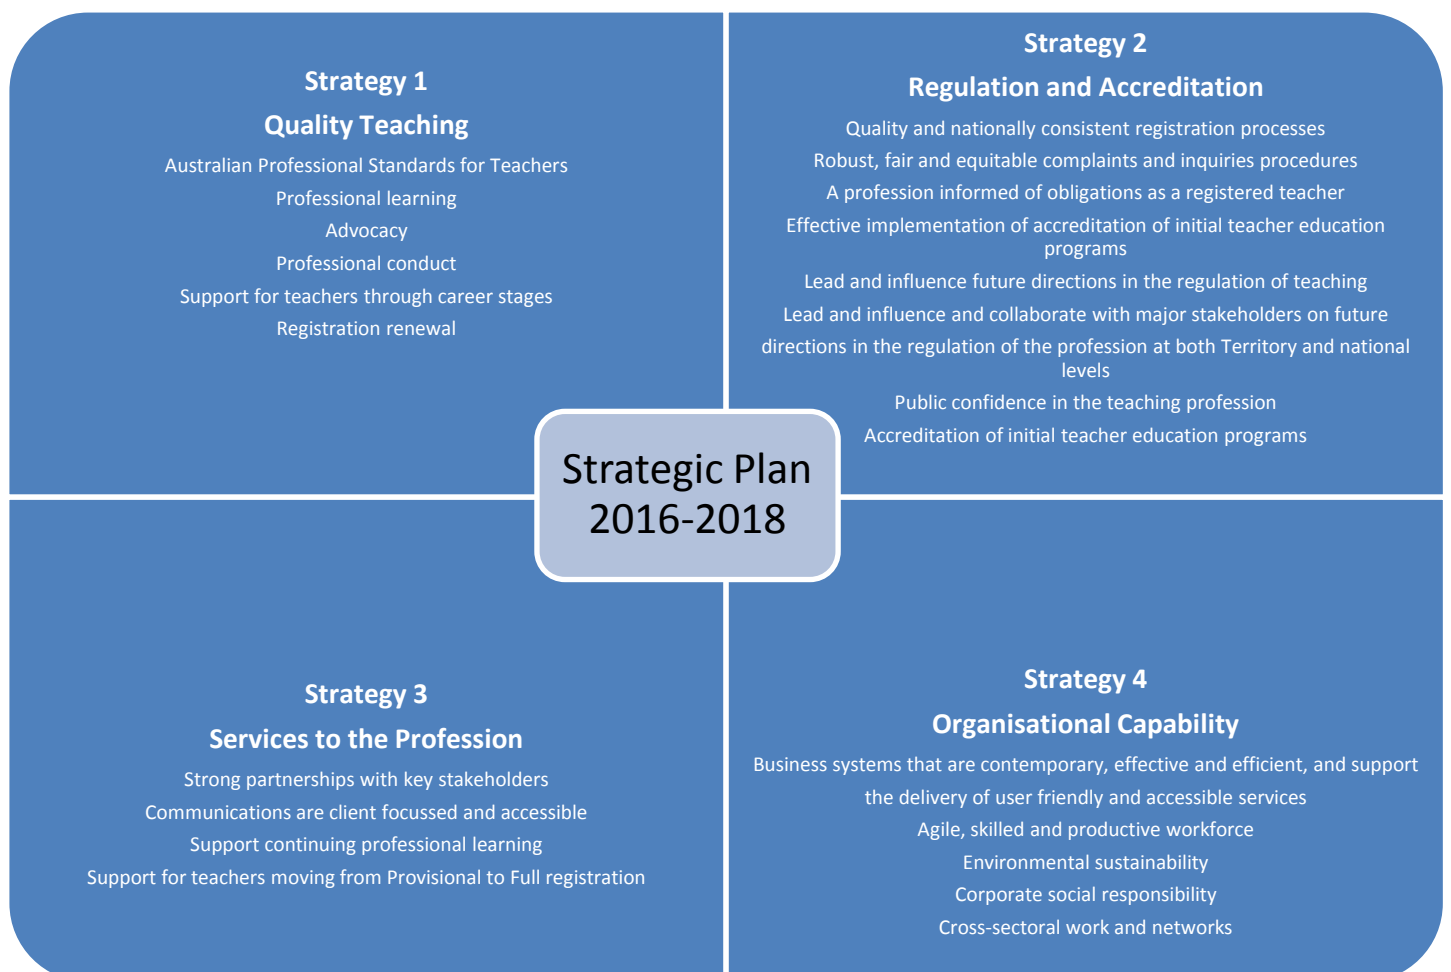 Strategy 1
Quality Teaching
Australian Professional Standards for Teachers
Professional learning
Advocacy
Professional conduct
Support for teachers through career stages
Registration renewal
Strategy 2
Regulation and Accreditation
Quality and nationally consistent registration processes
Robust, fair and equitable complaints and inquiries procedures
A profession informed of obligations as a registered teacher
Effective implementation of accreditation of initial teacher education
programs
Lead and influence future directions in the regulation of teaching
Lead and influence and collaborate with major stakeholders on future
directions in the regulation of the profession at both Territory and national
levels
Public confidence in the teaching profession
Accreditation of initial teacher education programs
Strategic Plan
2016-2018
Strategy 3
Services to the Profession
Strong partnerships with key stakeholders
Communications are client focussed and accessible
Support continuing professional learning
Support for teachers moving from Provisional to Full registration
Strategy 4
Organisational Capability
Business systems that are contemporary, effective and efficient, and support
the delivery of user friendly and accessible services
Agile, skilled and productive workforce
Environmental sustainability
Corporate social responsibility
Cross-sectoral work and networks